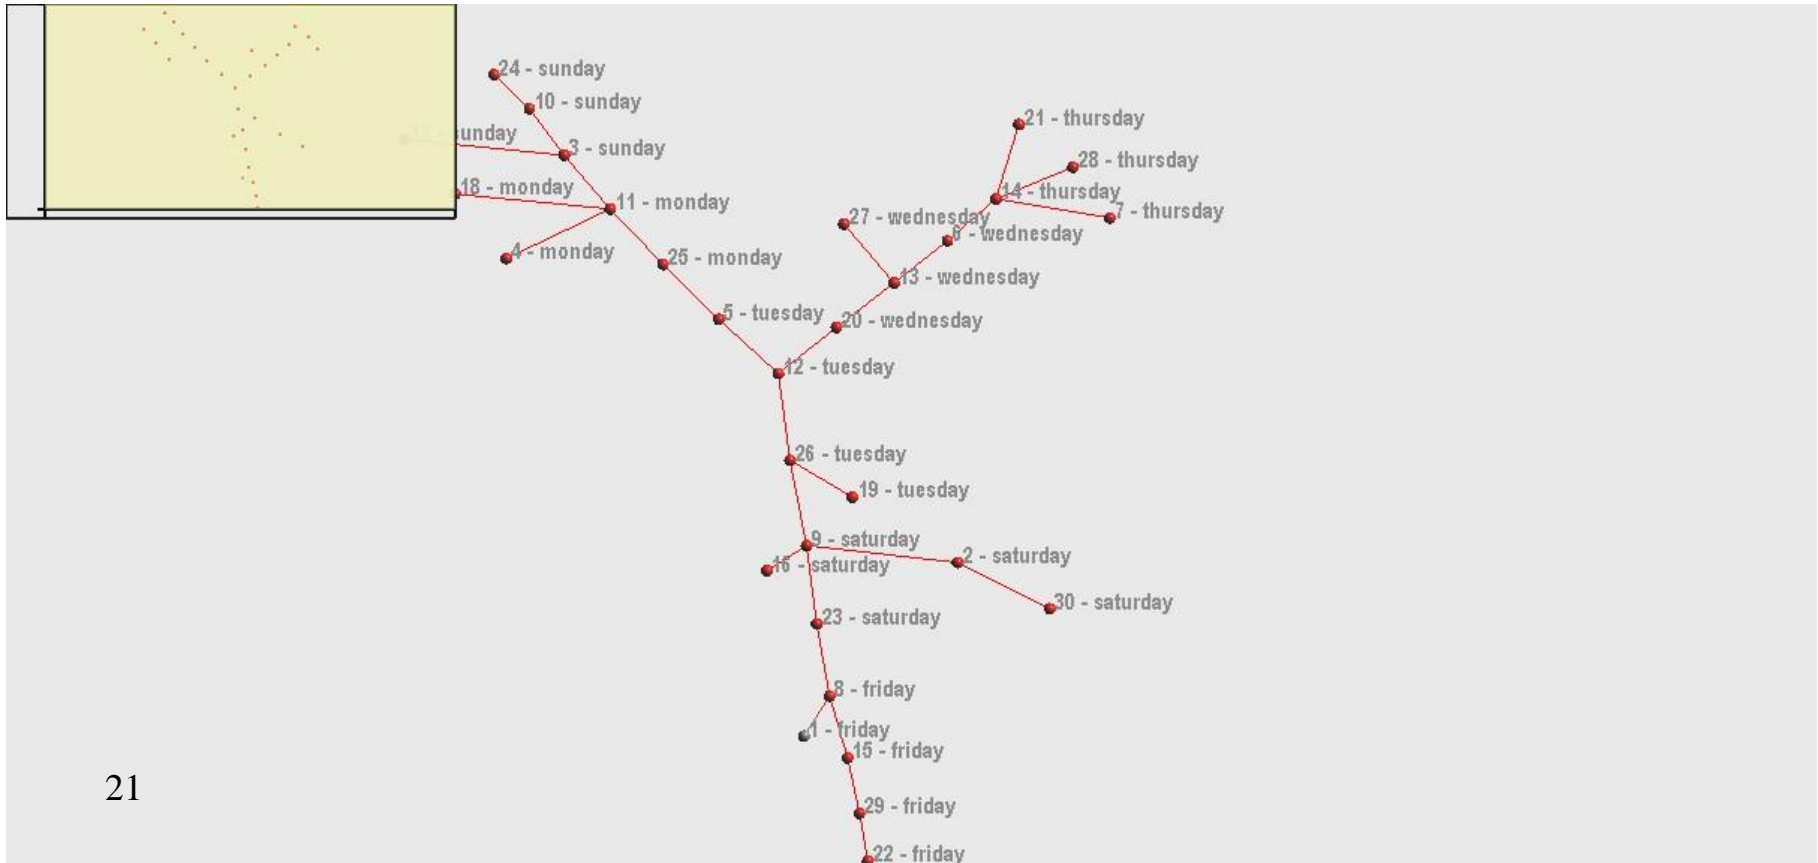 24 - sunday
10 - sunday
21 - thursday
17 - sunday
3 - sunday
28 - thursday
18 - monday
14 - thursday
11 - monday
7 - thursday
27 - wednesday
6 - wednesday
4 - monday
25 - monday
13 - wednesday
5 - tuesday
20 - wednesday
12 - tuesday
26 - tuesday
19 - tuesday
9 - saturday
2 - saturday
16 - saturday
30 - saturday
23 - saturday
8 - friday
1 - friday
15 - friday
21
29 - friday
22 - friday